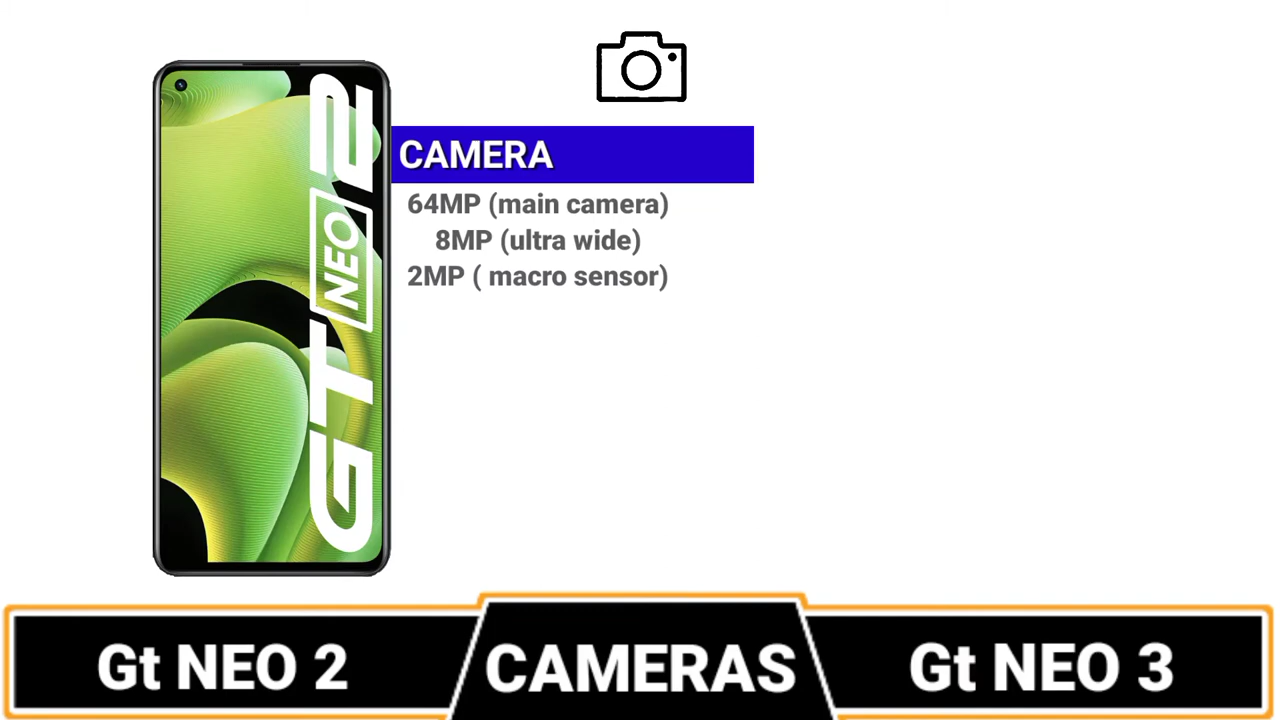 GT NEO 2
CAMERA
64MP (main camera)
8MP (ultra wide)
2MP ( macro sensor)
Gt NEO 2
CAMERAS
Gt NEO 3